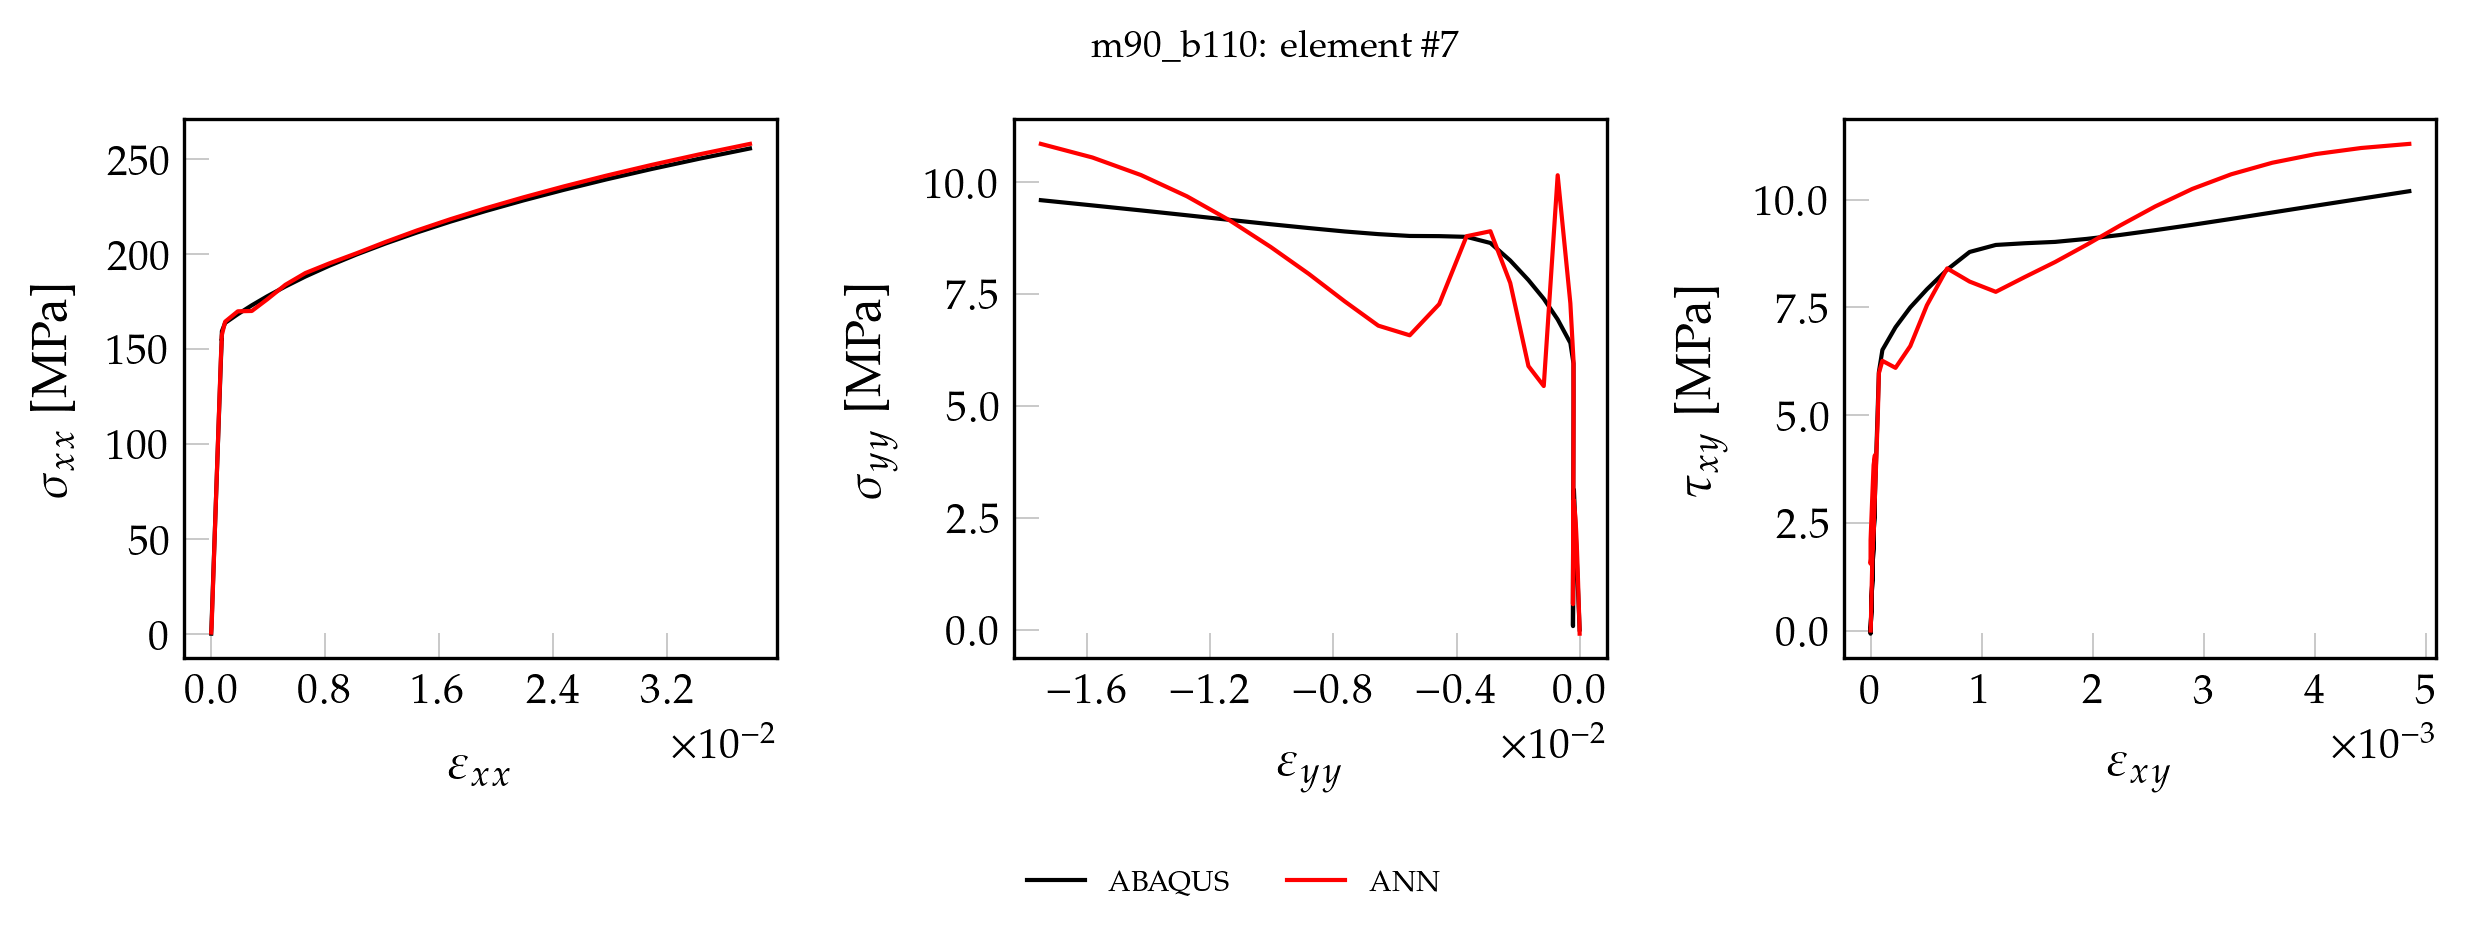 m90_b110: element #7
σxx [MPa]
250
200
150
100
50
0
0.0 0.8 1.6 2.4 3.2
×10−2
εxx
σyy [MPa]
10.0
7.5
5.0
2.5
0.0
−1.6 −1.2 −0.8 −0.4 0.0
×10−2
εyy
τxy [MPa]
10.0
7.5
5.0
2.5
0.0
0 1 2 3 4 5
×10−3
εxy
ABAQUS ANN